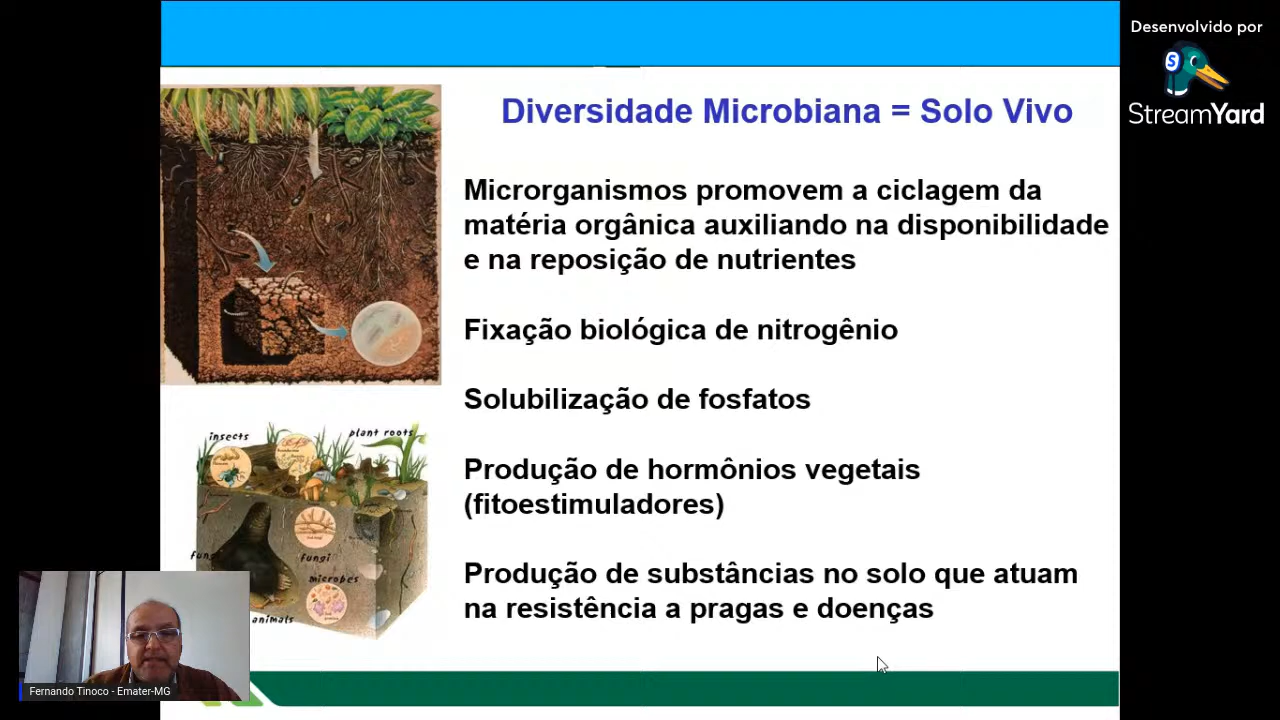 Desenvolvido por
StreamYard
Diversidade Microbiana = Solo Vivo
Microrganismos promovem a ciclagem da
matéria orgânica auxiliando na disponibilidade
e na reposição de nutrientes
Fixação biológica de nitrogênio
Solubilização de fosfatos
Produção de hormônios vegetais
(fitoestimuladores)
Produção de substâncias no solo que atuam
na resistência a pragas e doenças
insects
plant roots
fungi
microbes
animals
Fernando Tinoco - Emater-MG